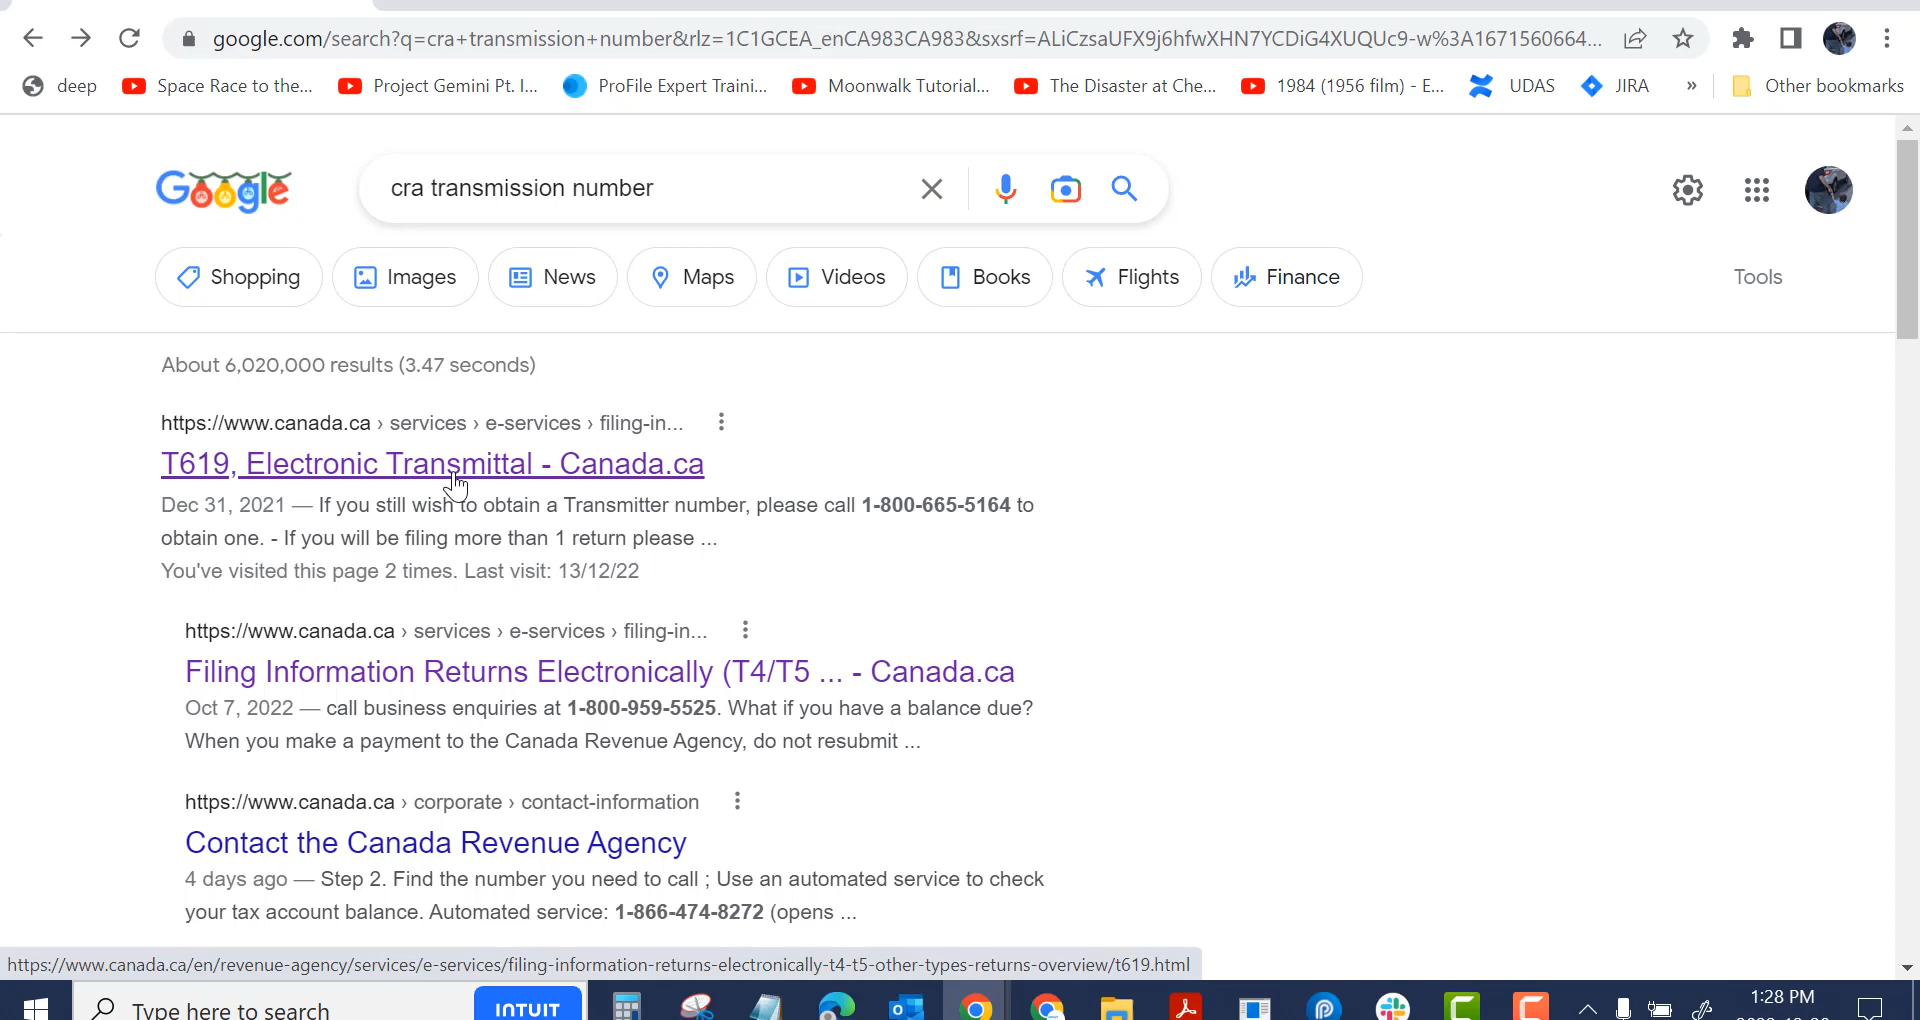 google.com/search?q=cra+transmission+number&rlz=1C1GCEA_enCA983CA983&sxsrf=ALiCzsaUFX9j6hfwXHN7YCDiG4XUQUc9-w%3A1671560664...
deep Space Race to the... Project Gemini Pt. I... ProFile Expert Traini... Moonwalk Tutorial... The Disaster at Che... 1984 (1956 film) - E... UDAS JIRA » Other bookmarks
Google cra transmission number
Shopping Images News Maps Videos Books Flights Finance Tools
About 6,020,000 results (3.47 seconds)
https://www.canada.ca › services › e-services › filing-in...
T619, Electronic Transmittal - Canada.ca
Dec 31, 2021 — If you still wish to obtain a Transmitter number, please call 1-800-665-5164 to
obtain one. - If you will be filing more than 1 return please ...
You've visited this page 2 times. Last visit: 13/12/22
https://www.canada.ca › services › e-services › filing-in...
Filing Information Returns Electronically (T4/T5 ... - Canada.ca
Oct 7, 2022 — call business enquiries at 1-800-959-5525. What if you have a balance due?
When you make a payment to the Canada Revenue Agency, do not resubmit ...
https://www.canada.ca › corporate › contact-information
Contact the Canada Revenue Agency
4 days ago — Step 2. Find the number you need to call ; Use an automated service to check
your tax account balance. Automated service: 1-866-474-8272 (opens ...
https://www.canada.ca/en/revenue-agency/services/e-services/filing-information-returns-electronically-t4-t5-other-types-returns-overview/t619.html
Type here to search INTUIT 1:28 PM